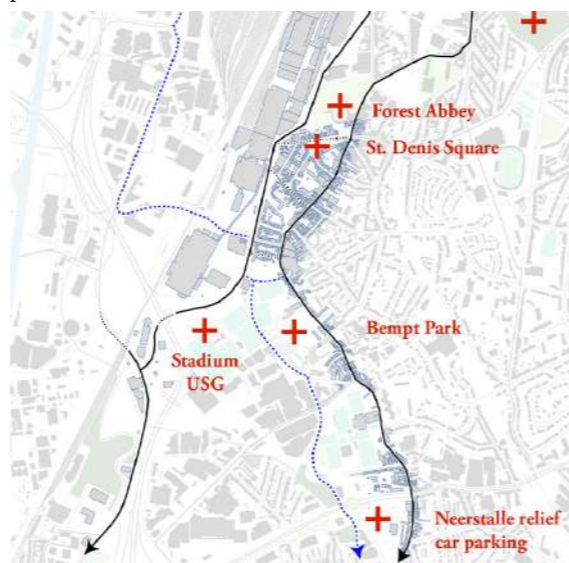 Forest Abbey
St. Denis Square
Bempt Park
Stadium
USG
Neerstalle relief
car parking